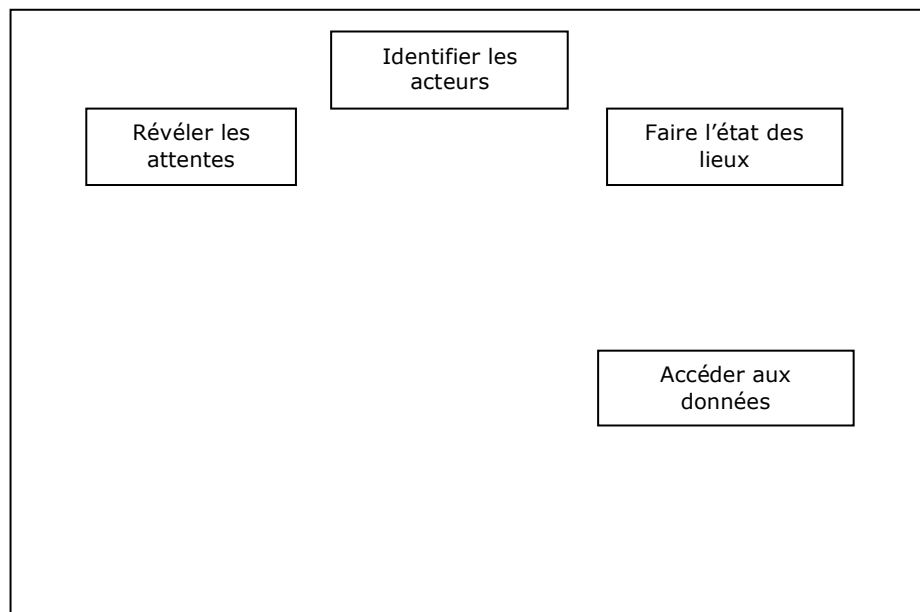 Identifier les
acteurs
Révéler les
attentes
Faire l’état des
lieux
Accéder aux
données